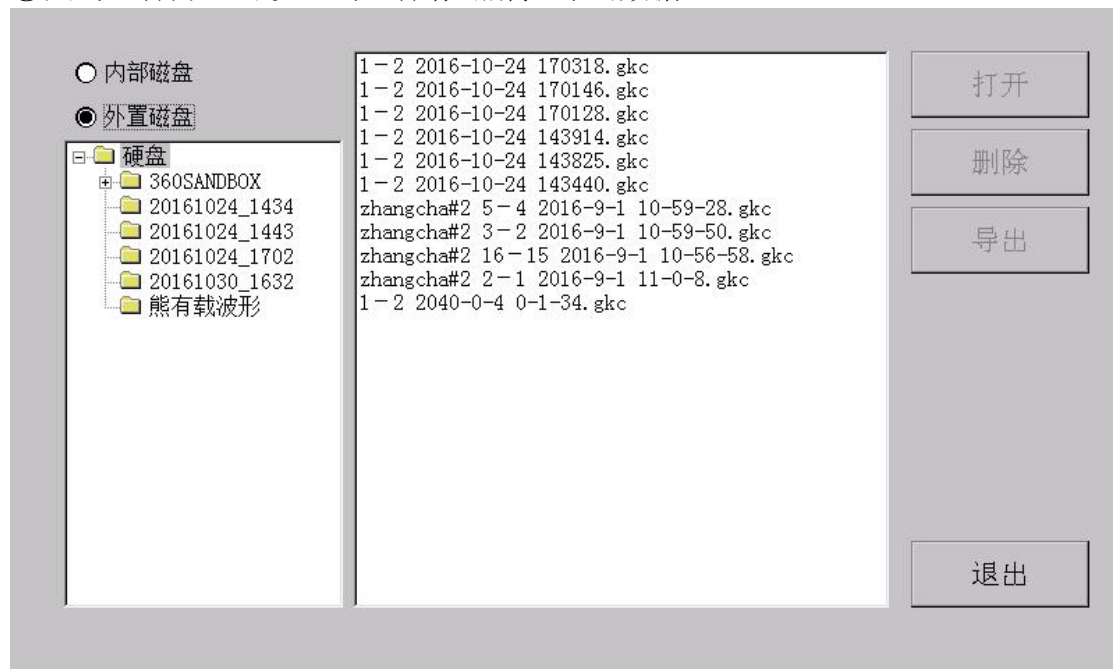 内部磁盘
外置磁盘
硬盘
360SANDBOX
20161024_1434
20161024_1443
20161024_1702
20161030_1632
熊有载波形
1－2 2016-10-24 170318.gkc
1－2 2016-10-24 170146.gkc
1－2 2016-10-24 170128.gkc
1－2 2016-10-24 143914.gkc
1－2 2016-10-24 143825.gkc
1－2 2016-10-24 143440.gkc
zhangcha#2 5－4 2016-9-1 10-59-28.gkc
zhangcha#2 3－2 2016-9-1 10-59-50.gkc
zhangcha#2 16－15 2016-9-1 10-56-58.gkc
zhangcha#2 2－1 2016-9-1 11-0-8.gkc
1－2 2040-0-4 0-1-34.gkc
打开
删除
导出
退出